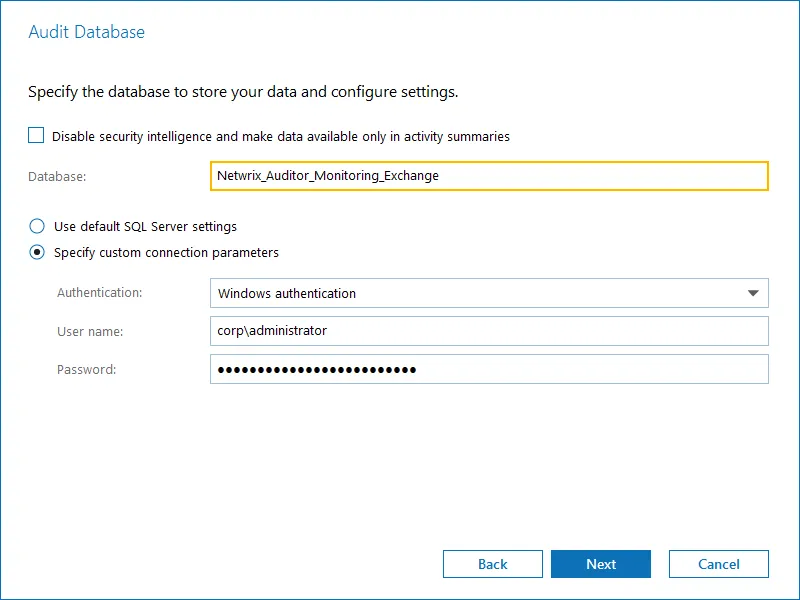 Audit Database
Specify the database to store your data and configure settings.
Disable security intelligence and make data available only in activity summaries
Database: Netwrix_Auditor_Monitoring_Exchange
Use default SQL Server settings
Specify custom connection parameters
Authentication: Windows authentication
User name: corp\administrator
Password: •••••••••••••••••••••••••
Back Next Cancel